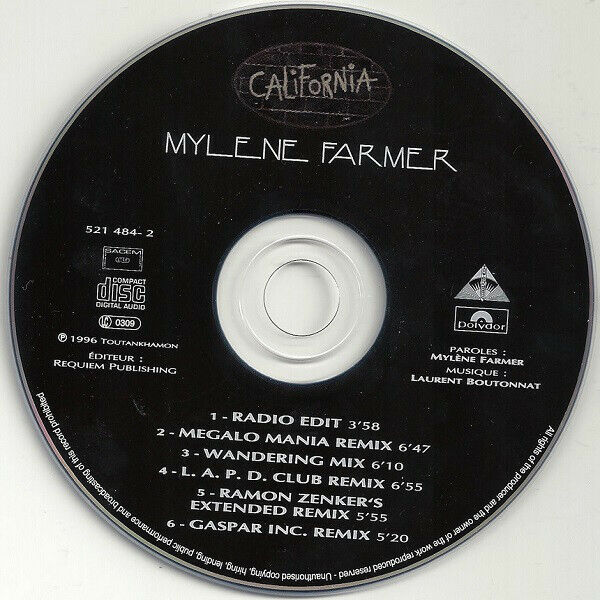 CALiFORNiA
MYLENE FARMER
521 484-2
SACEM
COMPACT
disc
DIGITAL AUDIO
LC 0309
℗ 1996 TOUTANKHAMON
ÉDITEUR :
REQUIEM PUBLISHING
polydor
PAROLES :
MYLÈNE FARMER
MUSIQUE :
LAURENT BOUTONNAT
1 - RADIO EDIT 3'58
2 - MEGALO MANIA REMIX 6'47
3 - WANDERING MIX 6'10
4 - L. A. P. D. CLUB REMIX 6'55
5 - RAMON ZENKER'S
EXTENDED REMIX 5'55
6 - GASPAR INC. REMIX 5'20
All rights of the producer and the owner of the work reproduced reserved - Unauthorised copying, hiring, lending, public performance and broadcasting of this record prohibited